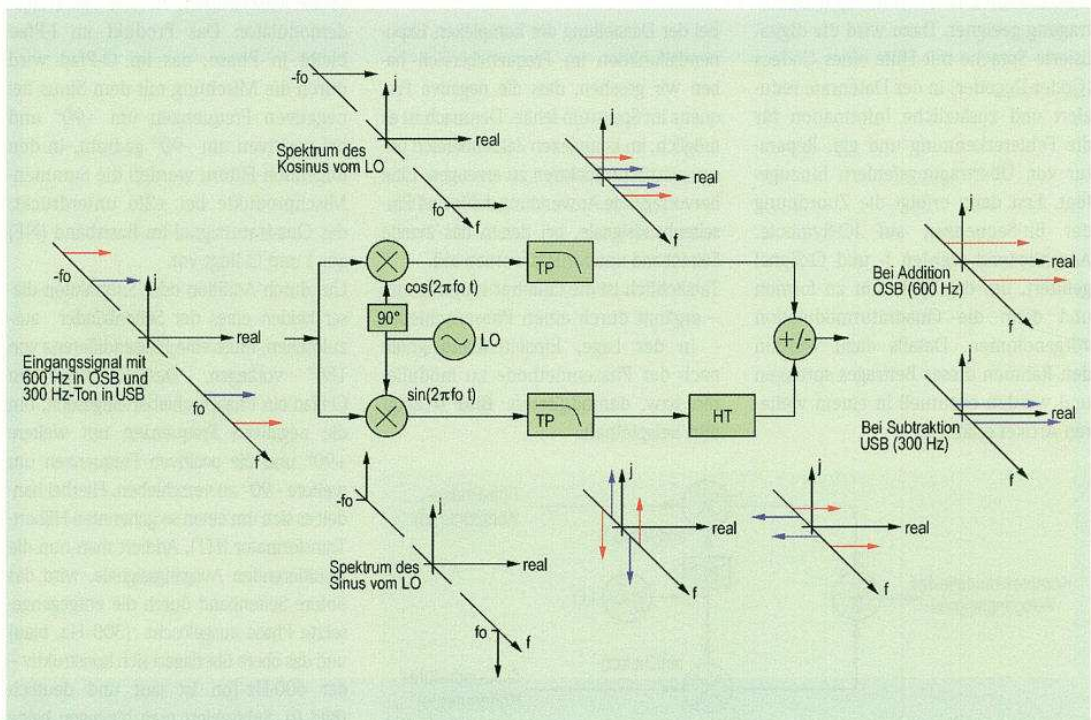 -fo
j
real
Spektrum des
Kosinus vom LO
fo
f
j
real
f
-fo
j
real
Eingangssignal mit
600 Hz in OSB und
300 Hz-Ton in USB
fo
f
cos(2πfo t)
90°
LO
sin(2πfo t)
TP
TP
HT
+/-
j
real
Bei Addition
OSB (600 Hz)
f
j
real
Bei Subtraktion
USB (300 Hz)
f
-fo
j
real
Spektrum des
Sinus vom LO
fo
f
j
real
f
j
real
f